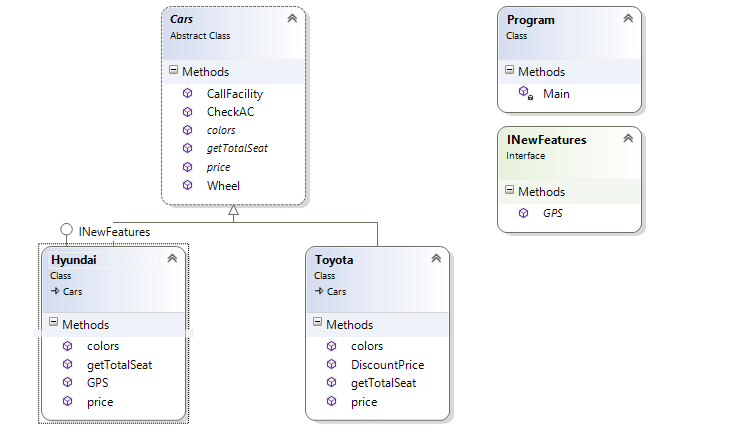 Cars
Abstract Class
Methods
CallFacility
CheckAC
colors
getTotalSeat
price
Wheel
Program
Class
Methods
Main
INewFeatures
Interface
Methods
GPS
INewFeatures
Hyundai
Class
Cars
Methods
colors
getTotalSeat
GPS
price
Toyota
Class
Cars
Methods
colors
DiscountPrice
getTotalSeat
price